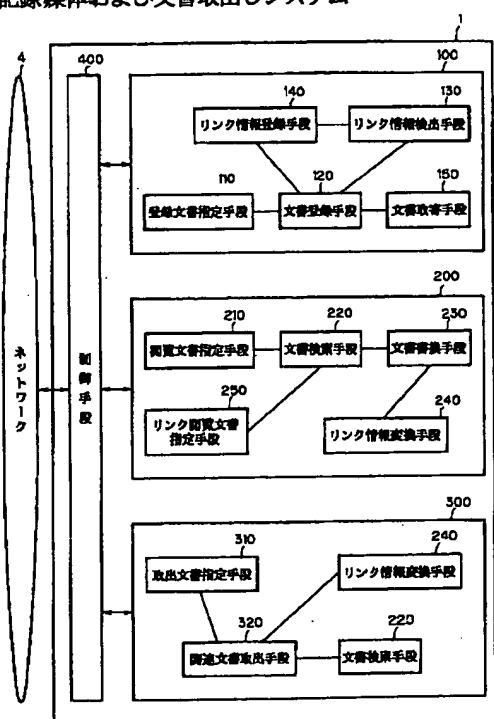 記録媒体および文書取出しシステム
1
4
400
100
140
130
リンク情報登録手段
リンク情報検出手段
110
120
150
登録文書指定手段
文書登録手段
文書取寄手段
200
210
220
230
閲覧文書指定手段
文書検索手段
文書書換手段
ネットワーク
制御手段
250
240
リンク閲覧文書
指定手段
リンク情報変換手段
300
310
240
取出文書指定手段
リンク情報変換手段
320
220
関連文書取出手段
文書検索手段